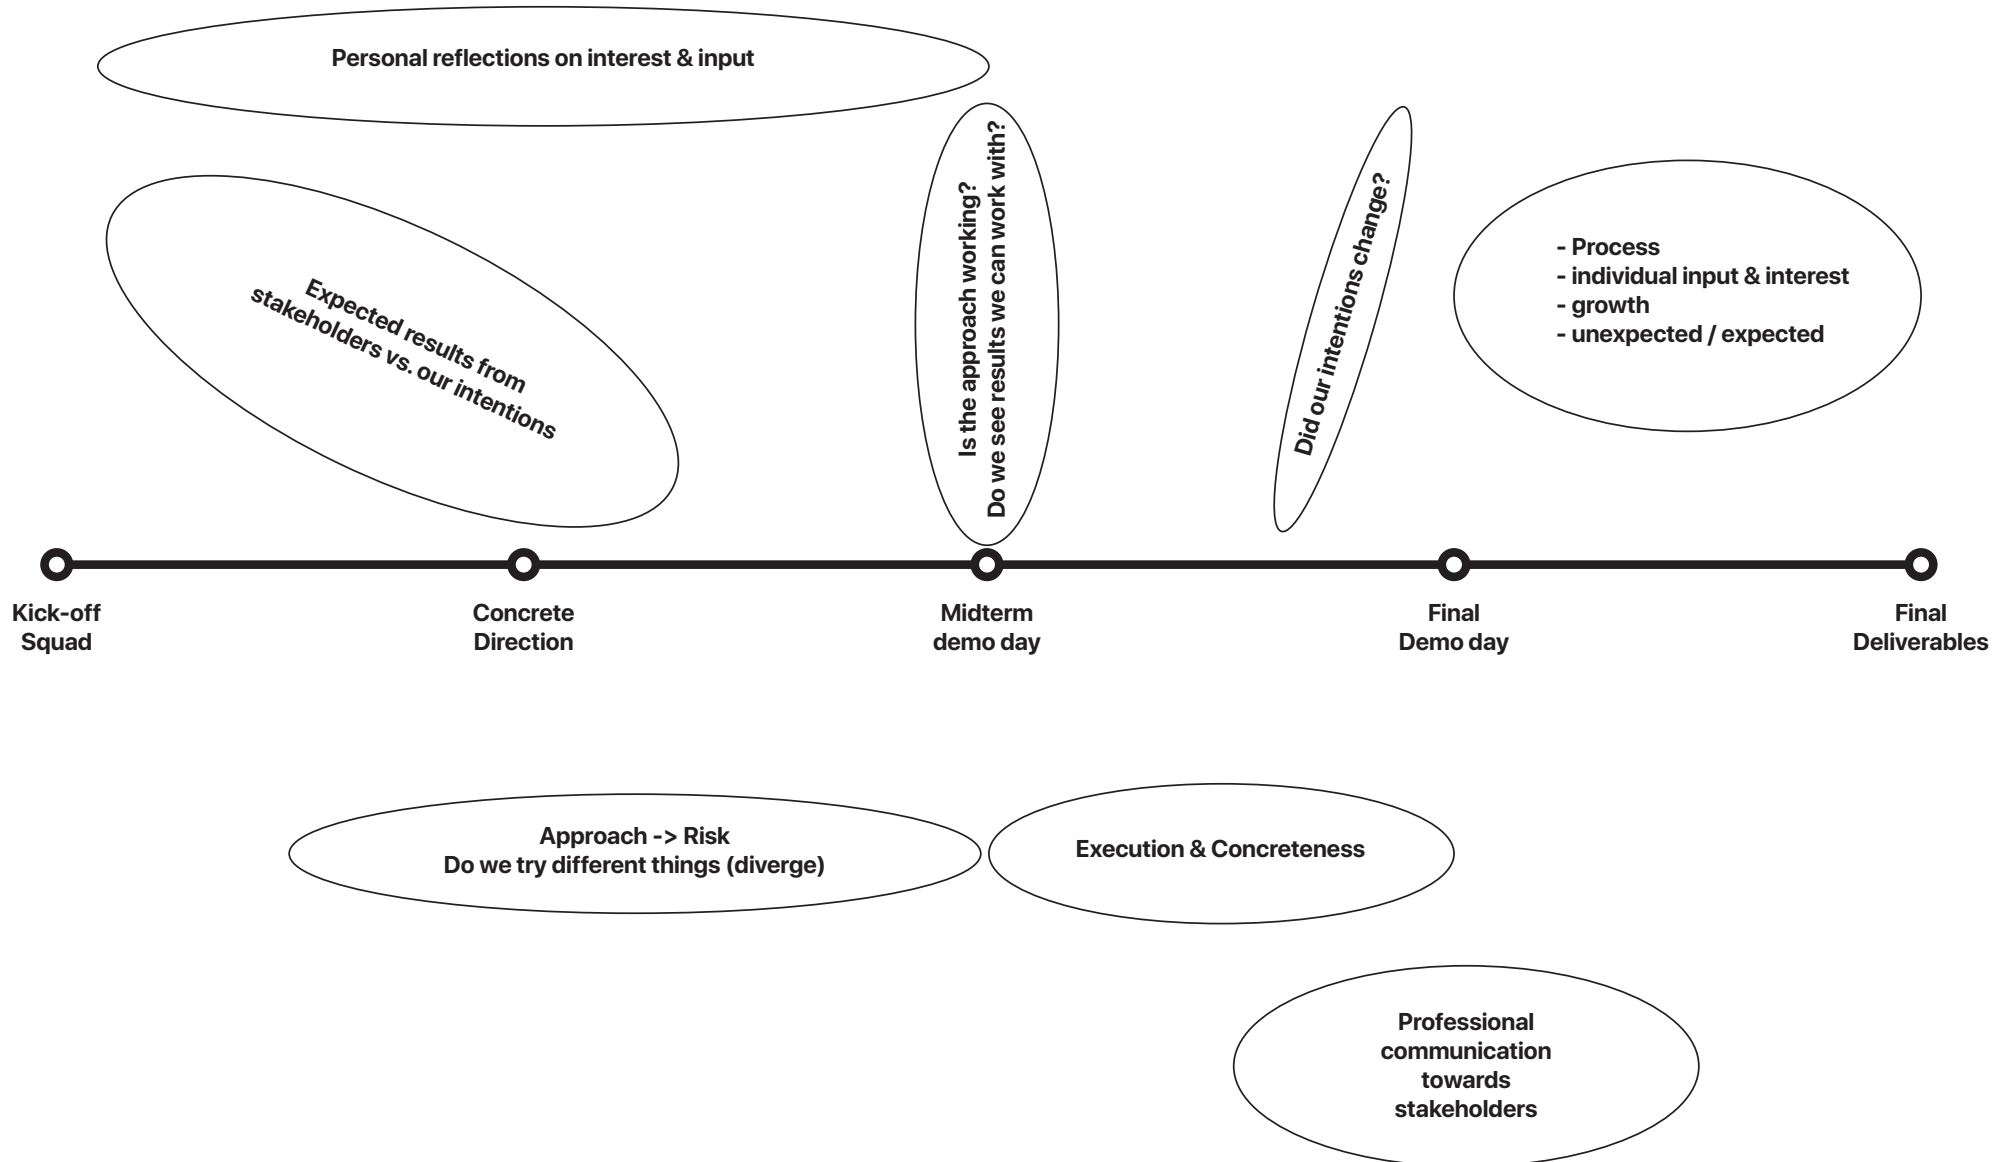 Personal reflections on interest & input
Expected results from
stakeholders vs. our intentions
Is the approach working?
Do we see results we can work with?
Did our intentions change?
- Process
- individual input & interest
- growth
- unexpected / expected
Kick-off
Squad
Concrete
Direction
Midterm
demo day
Final
Demo day
Final
Deliverables
Approach -> Risk
Do we try different things (diverge)
Execution & Concreteness
Professional
communication
towards
stakeholders